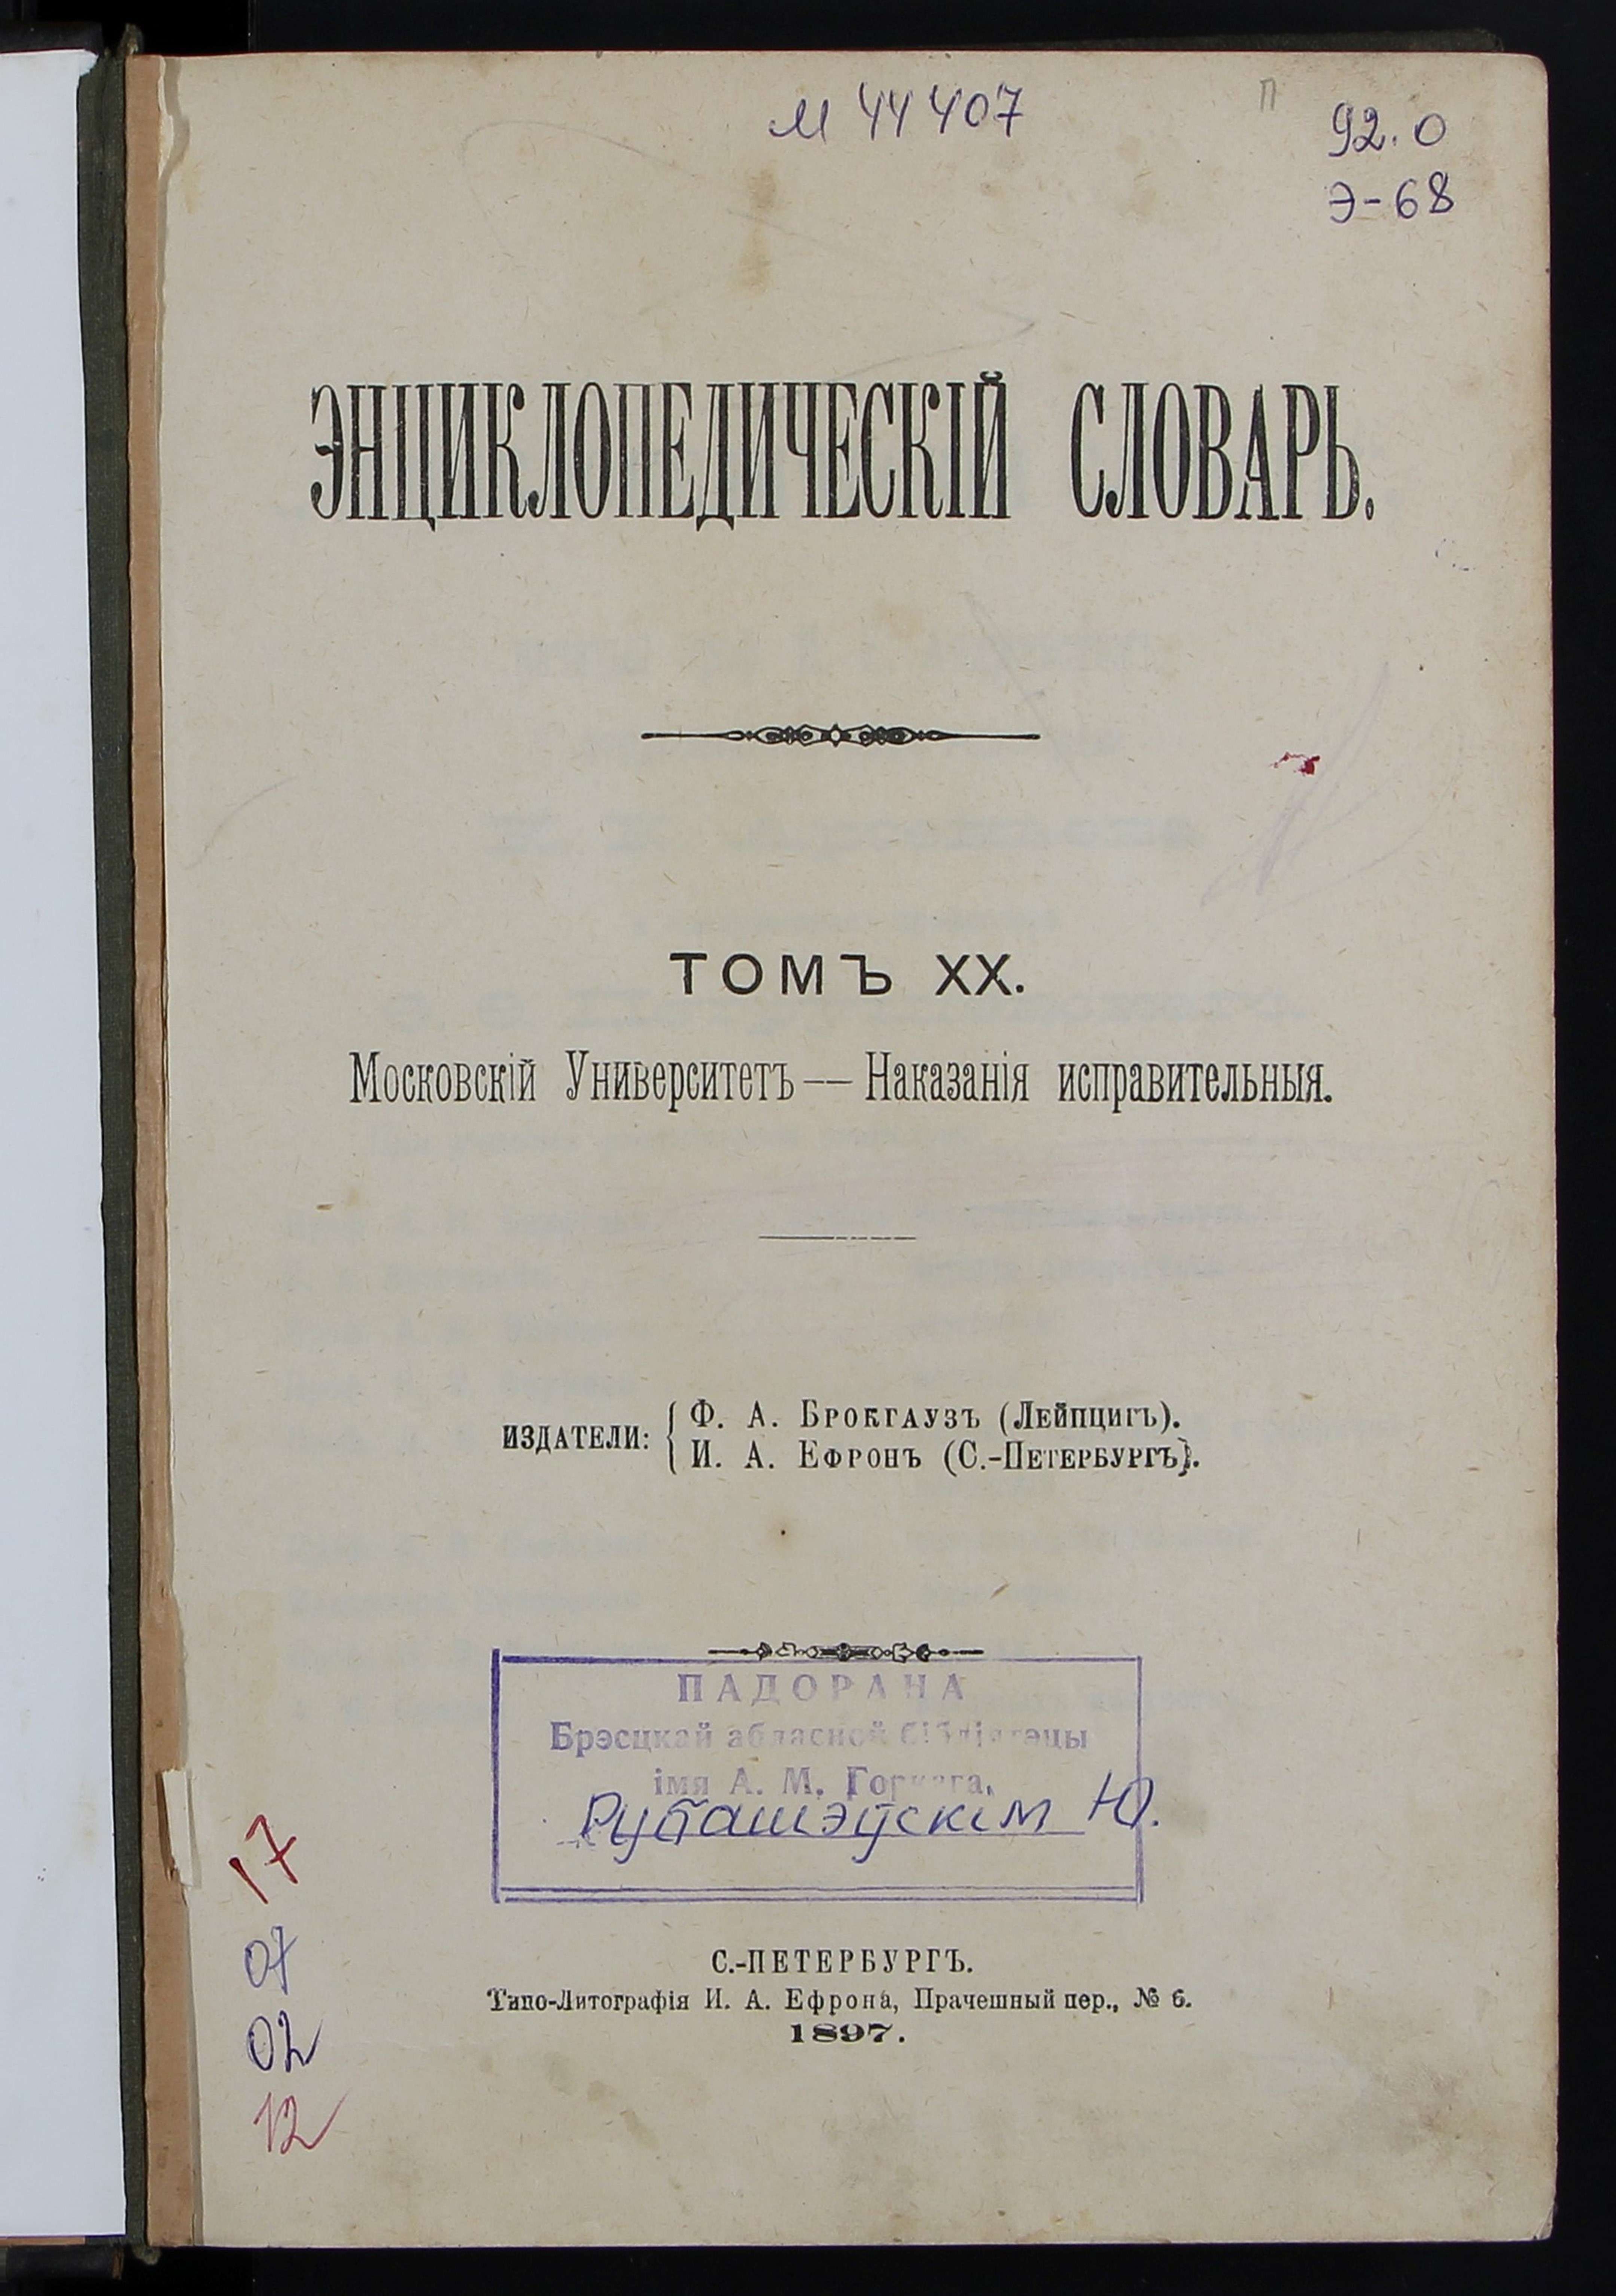 М 44407
П
92.0
Э-68
ЭНЦИКЛОПЕДИЧЕСКІЙ СЛОВАРЬ.
ТОМЪ XX.
Московскій Университетъ — Наказанія исправительныя.
ИЗДАТЕЛИ: { Ф. А. Брокгаузъ (Лейпцигъ).
И. А. Ефронъ (С.-Петербургъ).
ПАДОРАНА
Брэсцкай абласной бібліятэцы
імя А. М. Горкага,
Рубашэўскім Ю.
17
07
02
12
С.-ПЕТЕРБУРГЪ.
Типо-Литографія И. А. Ефрона, Прачешный пер., № 6.
1897.